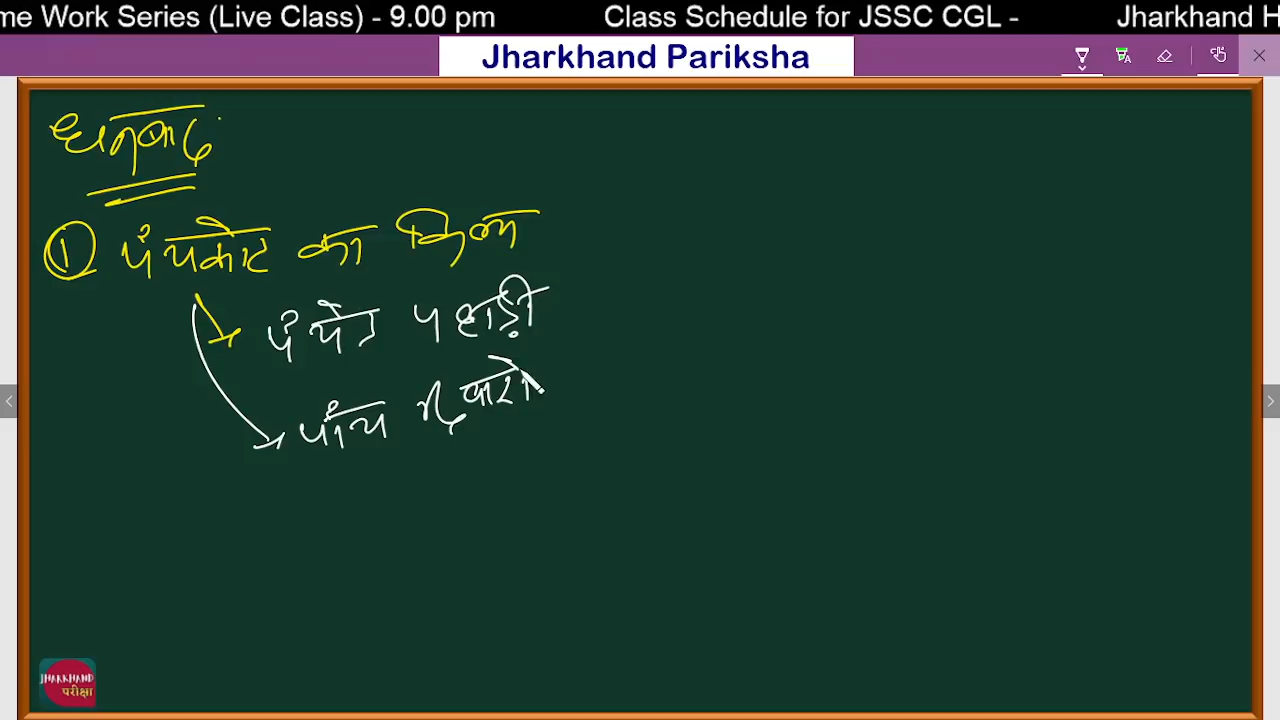 me Work Series (Live Class) - 9.00 pm Class Schedule for JSSC CGL - Jharkhand H
Jharkhand Pariksha
धनबाद
① पंचकोट का किला
पंचेत पहाड़ी
पांच दीवारो
JHARKHAND
परीक्षा